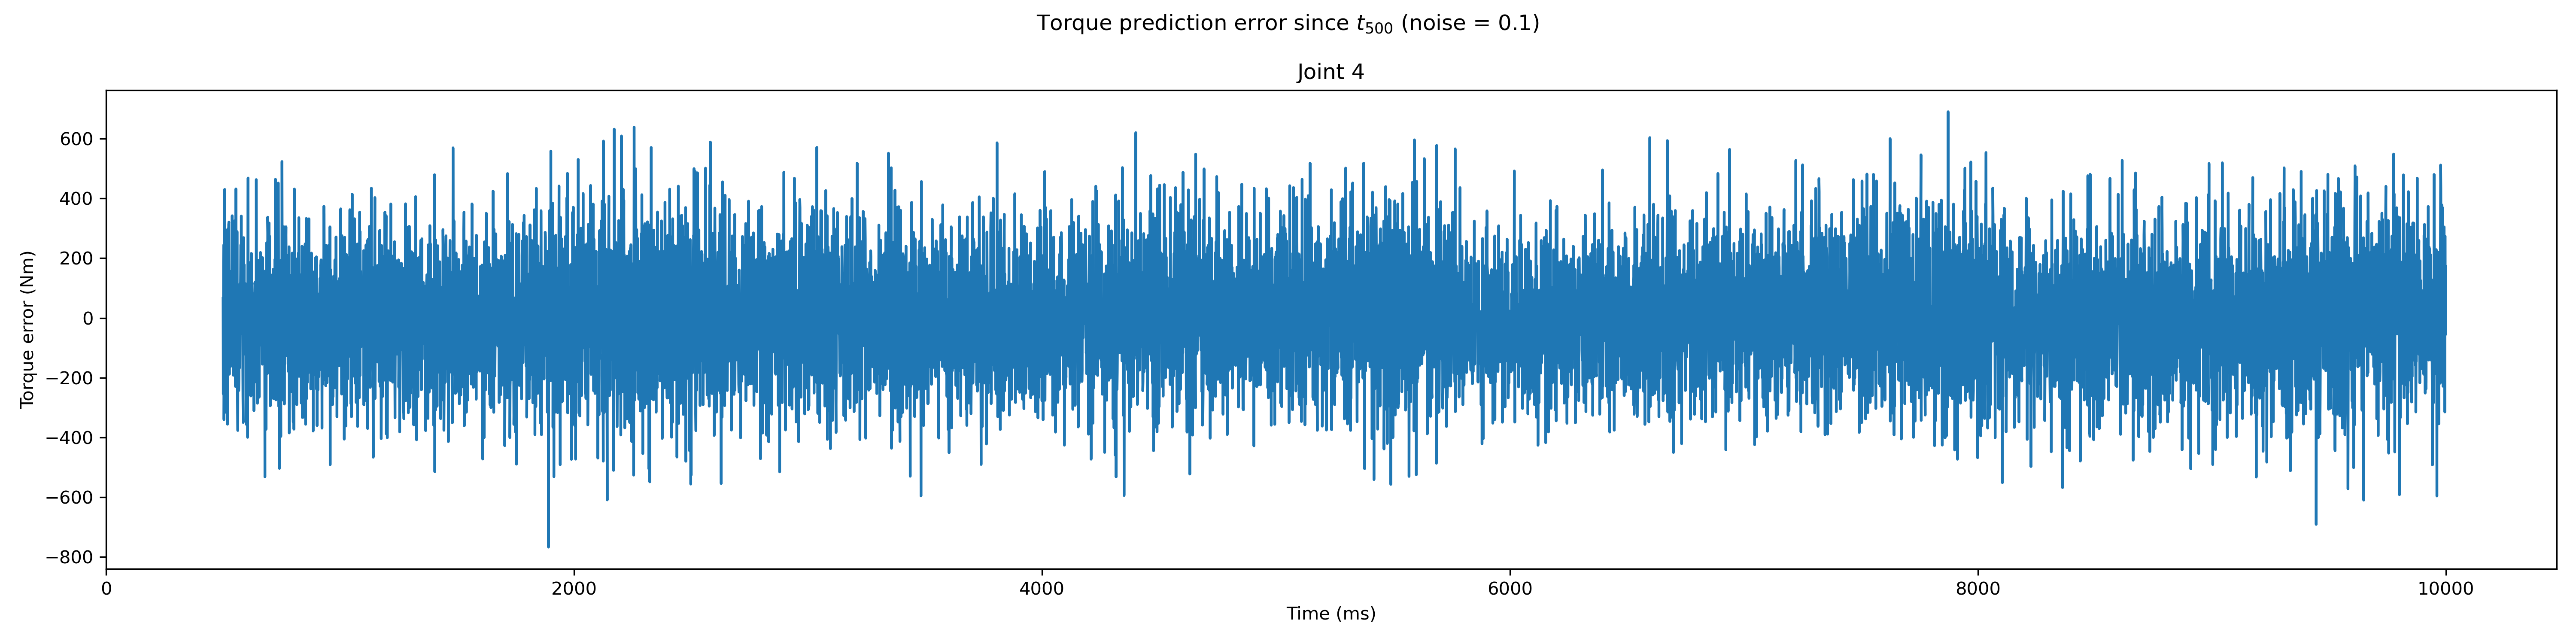 Torque prediction error since t500 (noise = 0.1)
Joint 4
Torque error (Nm)
600
400
200
0
−200
−400
−600
−800
0 2000 4000 6000 8000 10000
Time (ms)